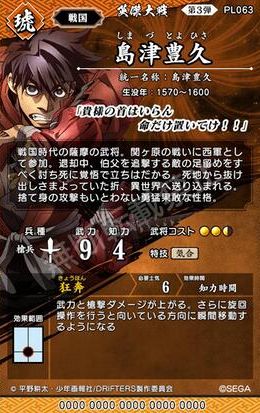 琥 戦国 英傑大戦 第3弾 PL063
しま づ とよ ひさ
島津豊久
統一名称：島津豊久
生没年：1570～1600
「貴様の首はいらん
命だけ置いてけ！！！」
戦国時代の薩摩の武将。関ヶ原の戦いに西軍とし
て参加。退却中、伯父を追撃する敵の足留めをす
べく討ち死に覚悟で立ちはだかる。死地から抜け
出しさまよっていた折、異世界へ送り込まれる。
捨て身の攻撃もいとわない勇猛果敢な性格。
兵種 武力 知力 武将コスト
槍兵 9 4 特技 気合
きょうほん 必要士気 効果時間
狂奔 6 知力時間
効果範囲
武力と槍撃ダメージが上がる。さらに旋回
操作を行うと向いている方向に瞬間移動す
るようになる
© 平野耕太・少年画報社/DRIFTERS製作委員会 ©SEGA
0000 0000 0000 0000 0000